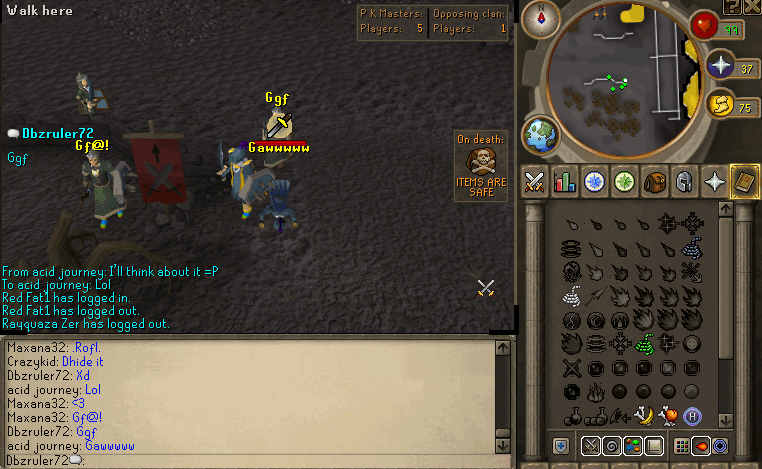 Walk here
P K Masters: Opposing clan:
Players: 5 Players: 1
99
37
75
Ggf
Dbzruler72
Gf@!
Gawwwww
Ggf
On death:
ITEMS ARE
SAFE
From acid journey: I'll think about it =P
To acid journey: Lol
Red Fat1 has logged in.
Red Fat1 has logged out.
Rayquaza Zer has logged out.
Maxana32: .Rofl.
Crazykid: Dhide it
Dbzruler72: Xd
acid journey: Lol
Maxana32: <3
Maxana32: Gf@!
Dbzruler72: Ggf
acid journey: Gawwwww
Dbzruler72:
N
?
H